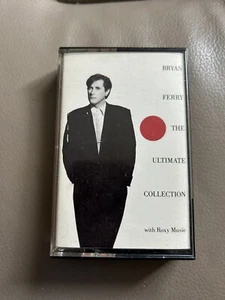 BRYAN
FERRY
THE
ULTIMATE
COLLECTION
with Roxy Music